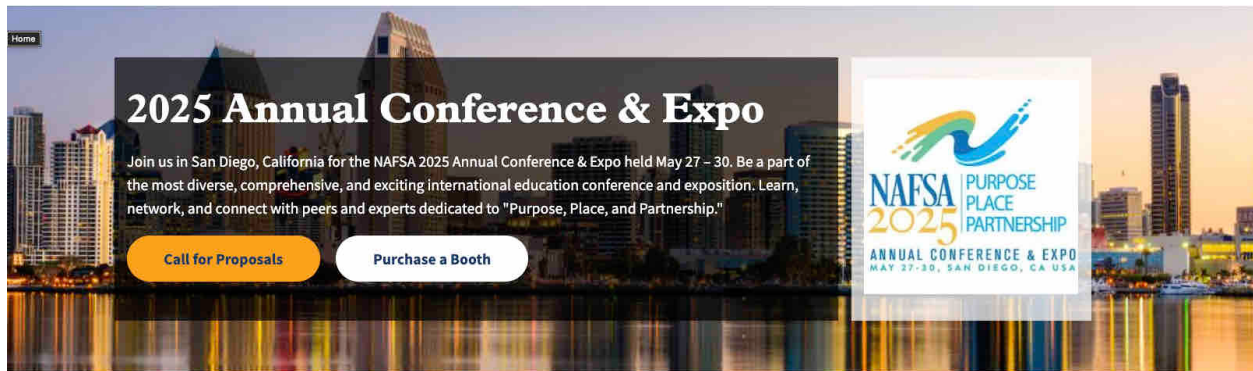 Home
2025 Annual Conference & Expo
Join us in San Diego, California for the NAFSA 2025 Annual Conference & Expo held May 27 – 30. Be a part of
the most diverse, comprehensive, and exciting international education conference and exposition. Learn,
network, and connect with peers and experts dedicated to "Purpose, Place, and Partnership."
Call for Proposals
Purchase a Booth
NAFSA
2025
PURPOSE
PLACE
PARTNERSHIP
ANNUAL CONFERENCE & EXPO
MAY 27-30, SAN DIEGO, CA USA